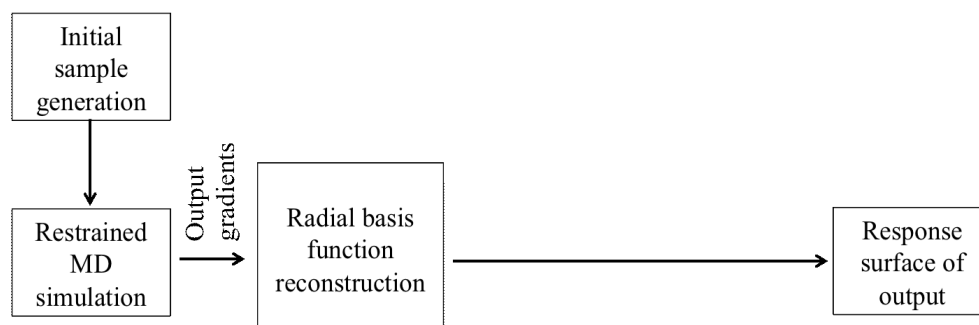 Initial
sample
generation
Restrained
MD
simulation
Output
gradients
Radial basis
function
reconstruction
Response
surface of
output